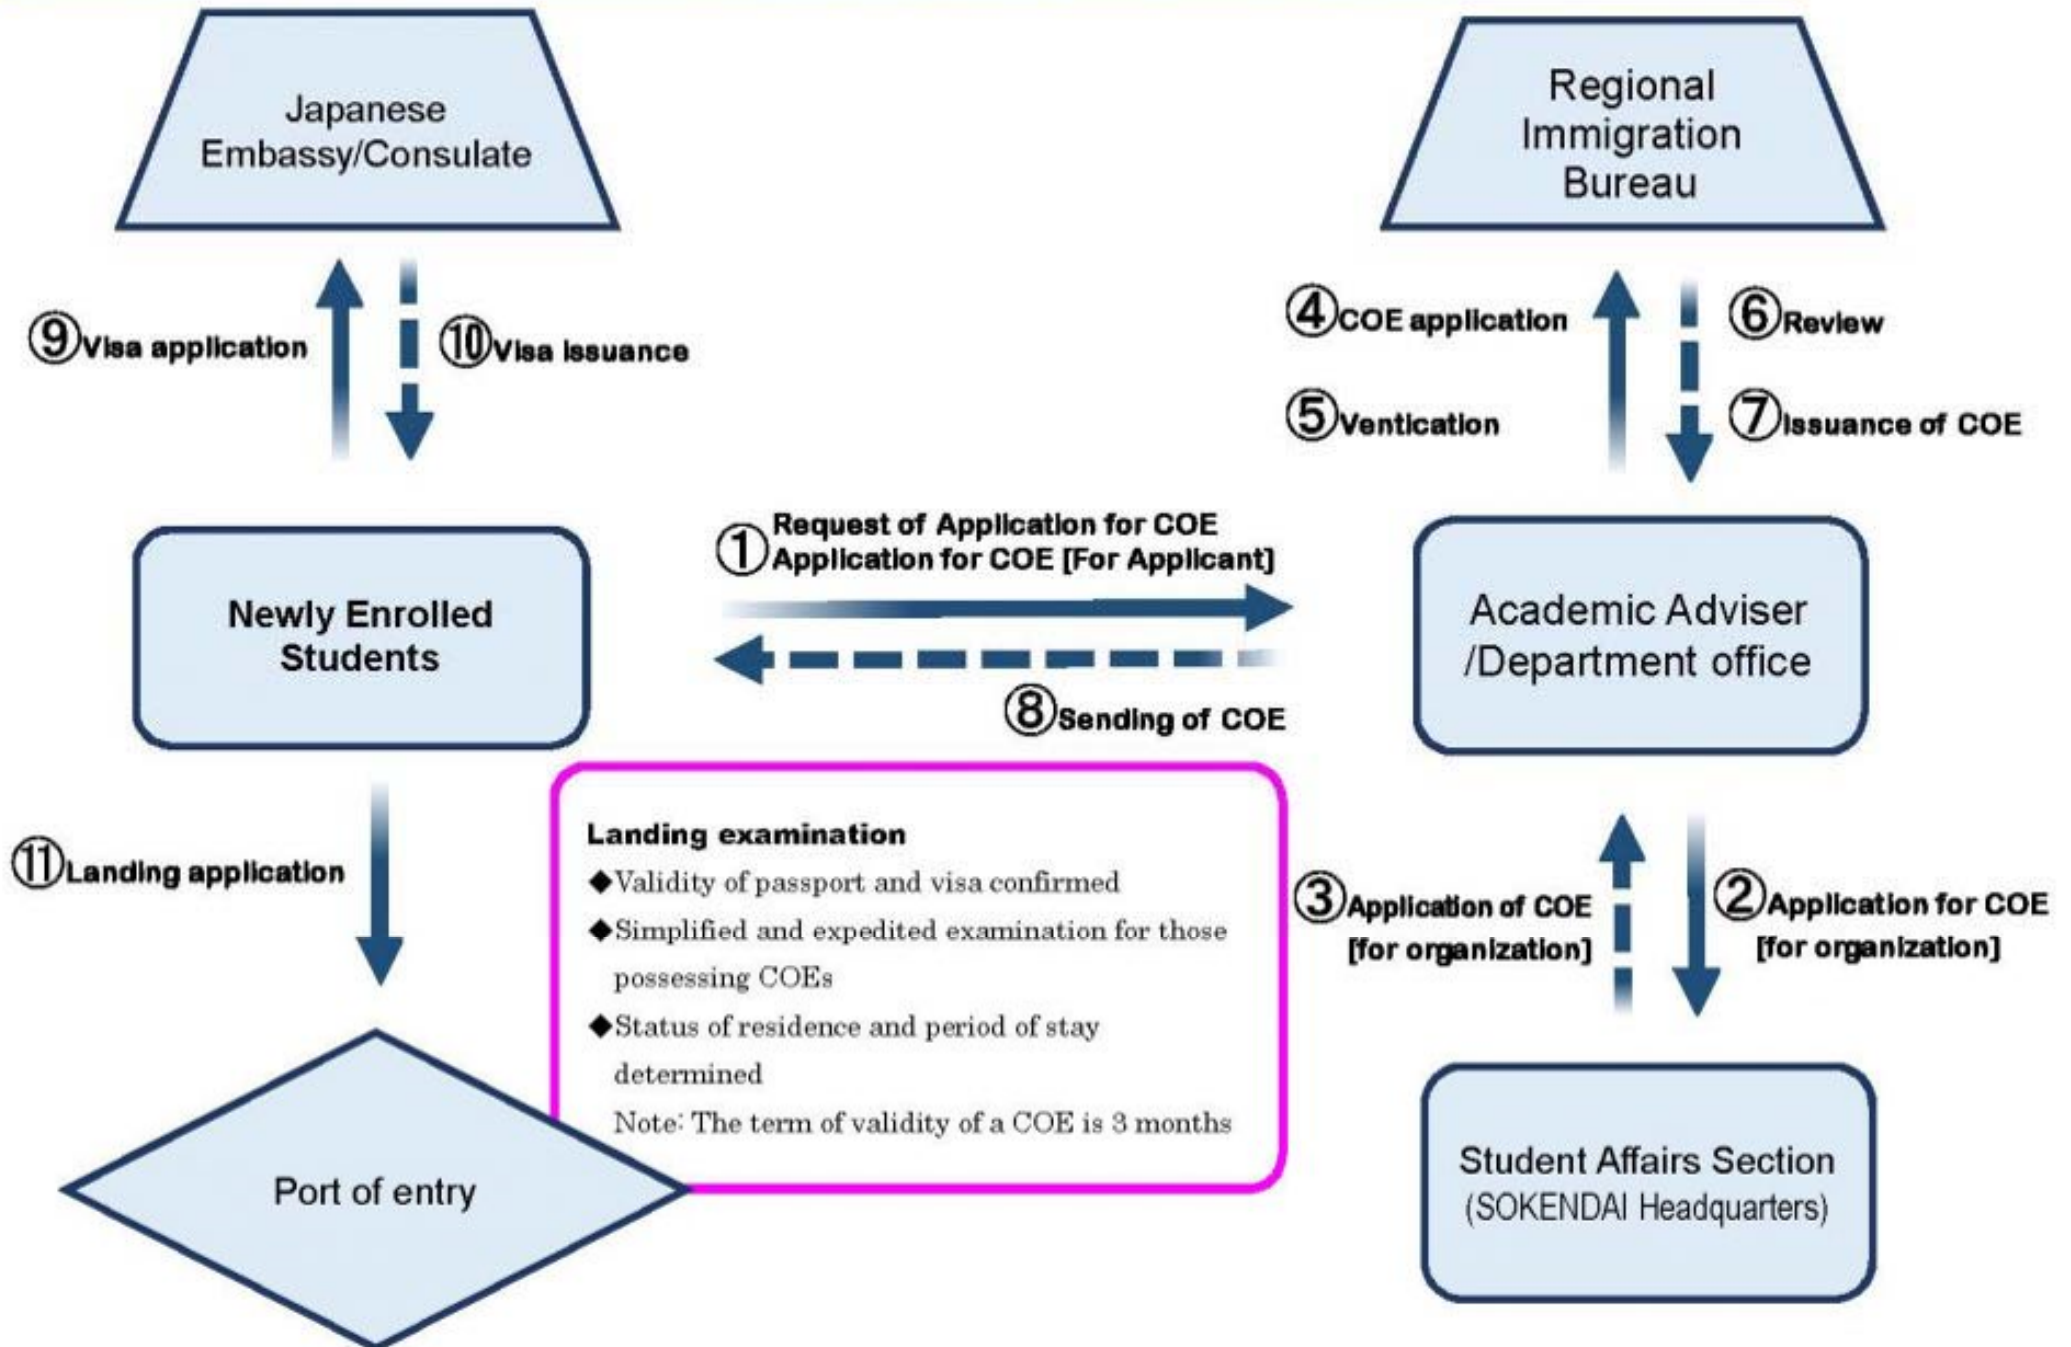 Japanese
Embassy/Consulate
Regional
Immigration
Bureau
⑨Visa application
⑩Visa issuance
④COE application
⑤Ventication
⑥Review
⑦Issuance of COE
①Request of Application for COE
Application for COE [For Applicant]
Newly Enrolled
Students
Academic Adviser
/Department office
⑧Sending of COE
⑪Landing application
Landing examination
◆Validity of passport and visa confirmed
◆Simplified and expedited examination for those
possessing COEs
◆Status of residence and period of stay
determined
Note: The term of validity of a COE is 3 months
③Application of COE
[for organization]
②Application for COE
[for organization]
Port of entry
Student Affairs Section
(SOKENDAI Headquarters)